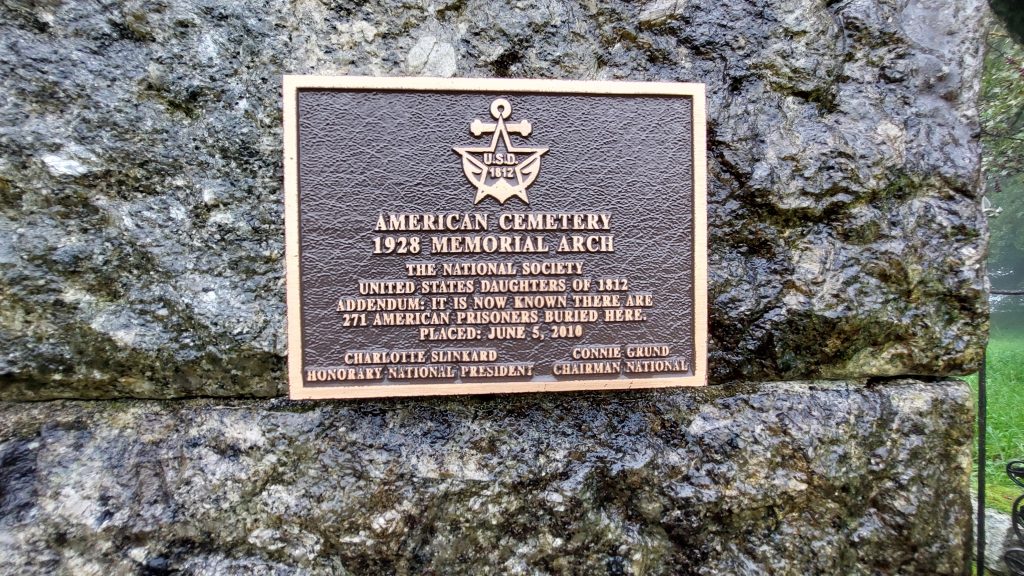 U.S.D.
1812
AMERICAN CEMETERY
1928 MEMORIAL ARCH
THE NATIONAL SOCIETY
UNITED STATES DAUGHTERS OF 1812
ADDENDUM: IT IS NOW KNOWN THERE ARE
271 AMERICAN PRISONERS BURIED HERE.
PLACED: JUNE 5, 2010
CHARLOTTE SLINKARD
HONORARY NATIONAL PRESIDENT
CONNIE GRUND
CHAIRMAN NATIONAL